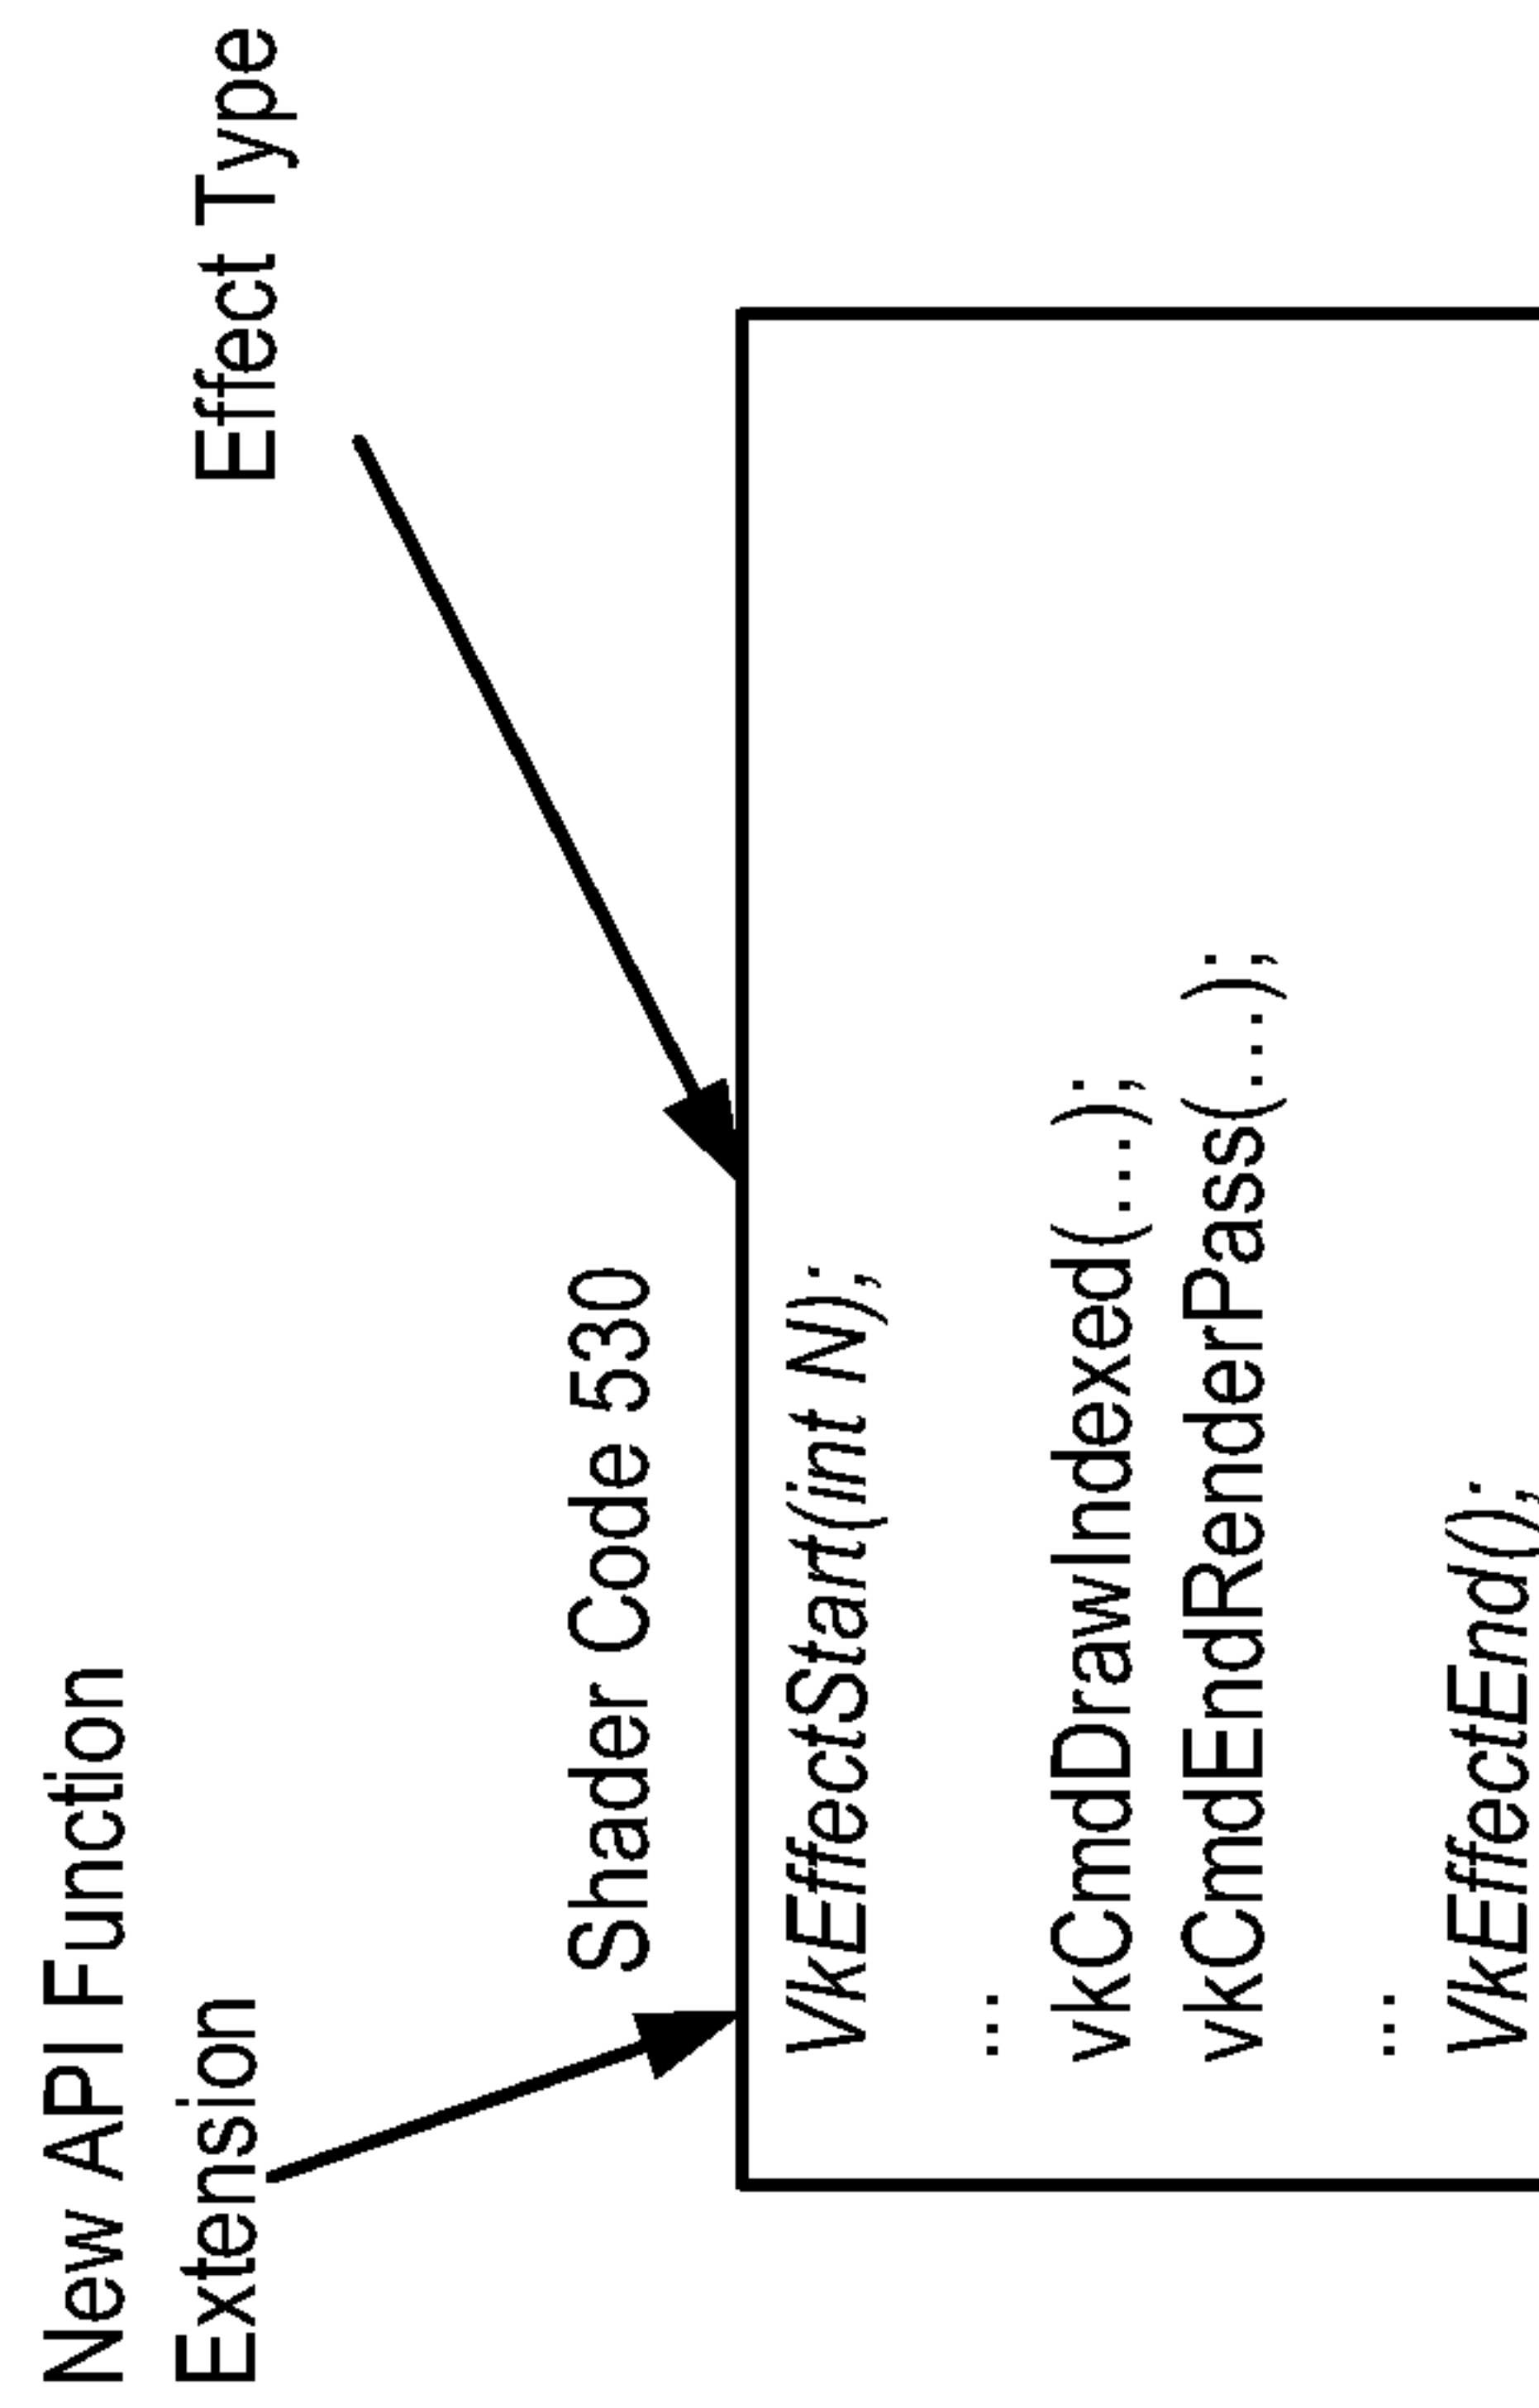 New API Function
Extension
Effect Type
Shader Code 530
VkEffectStart(int N);
...
vkCmdDrawIndexed(...);
vkCmdEndRenderPass(...);
...
VkEffectEnd();